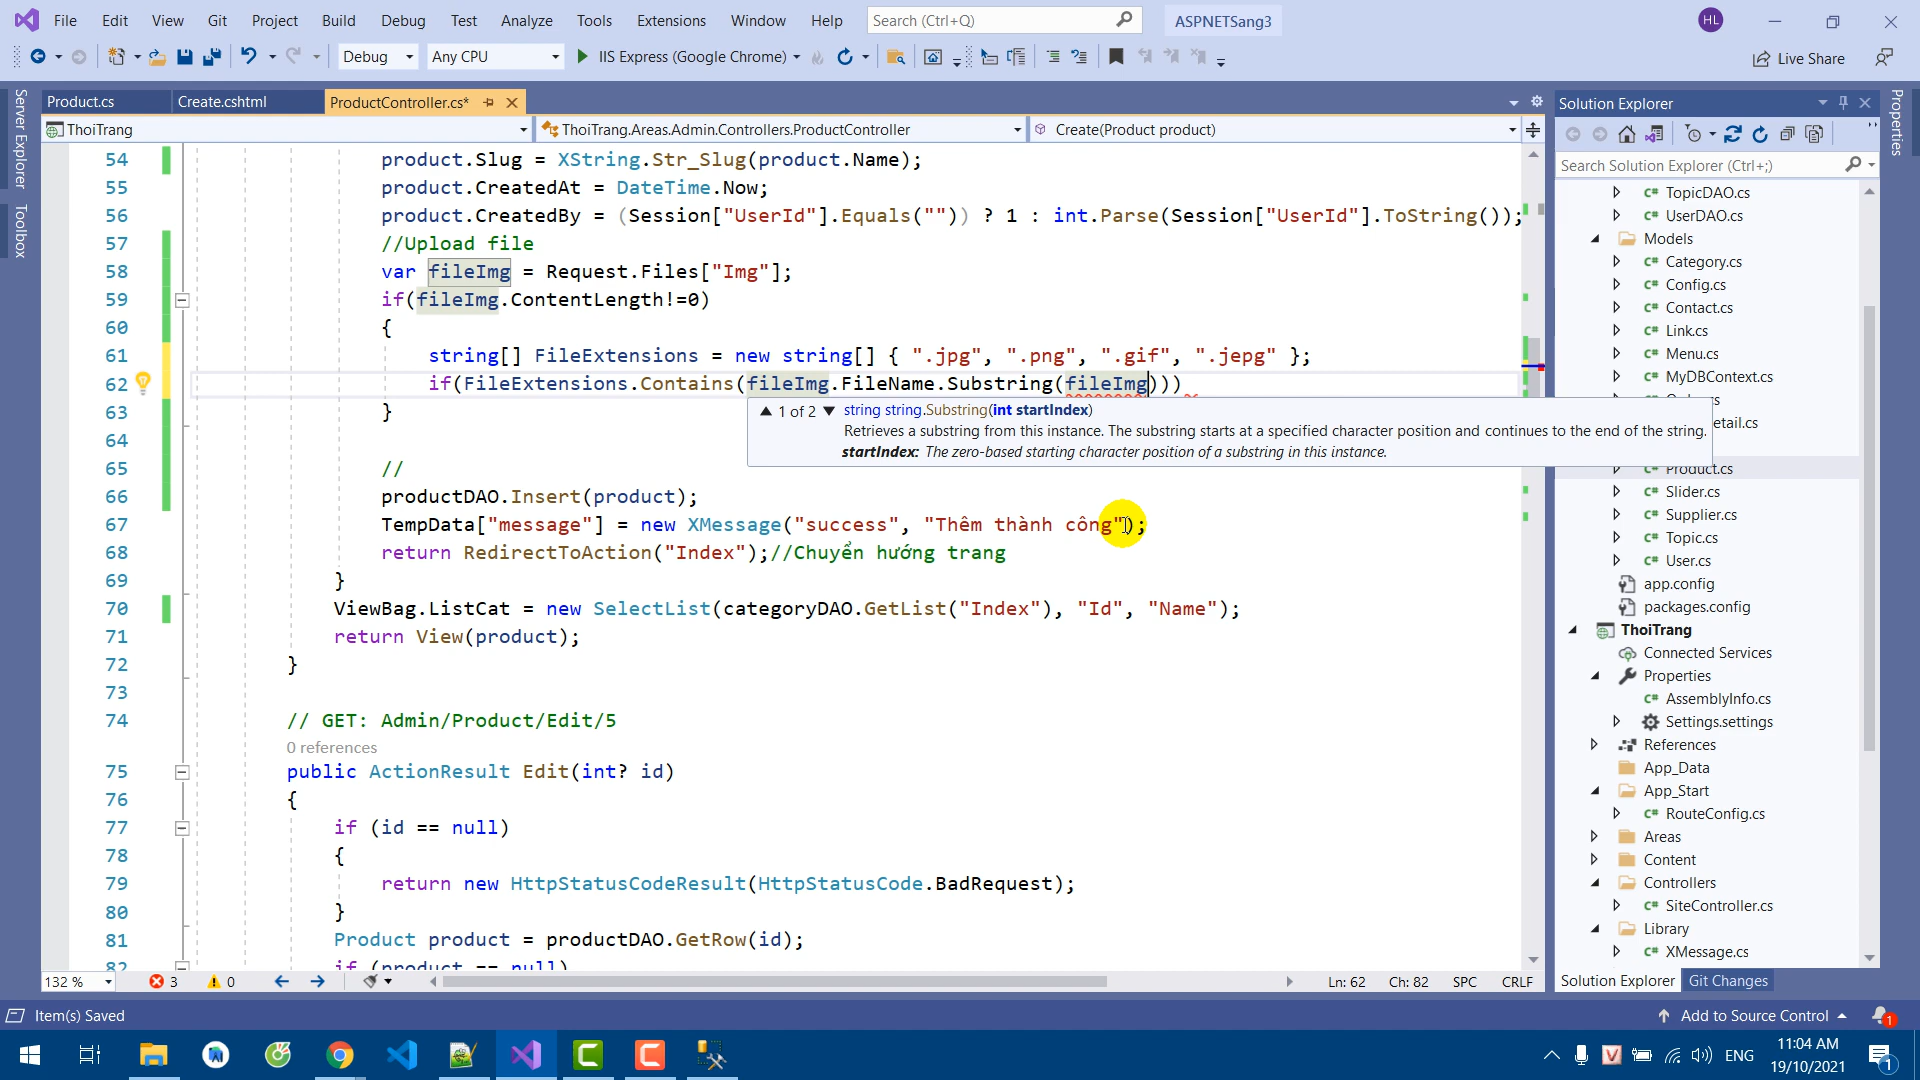 File Edit View Git Project Build Debug Test Analyze Tools Extensions Window Help Search (Ctrl+Q) ASPNETSang3 HL
Debug Any CPU IIS Express (Google Chrome) Live Share
Server Explorer
Toolbox
Product.cs Create.cshtml ProductController.cs*
ThoiTrang ThoiTrang.Areas.Admin.Controllers.ProductController Create(Product product)
54 product.Slug = XString.Str_Slug(product.Name);
55 product.CreatedAt = DateTime.Now;
56 product.CreatedBy = (Session["UserId"].Equals("")) ? 1 : int.Parse(Session["UserId"].ToString());
57 //Upload file
58 var fileImg = Request.Files["Img"];
59 if(fileImg.ContentLength!=0)
60 {
61 string[] FileExtensions = new string[] { ".jpg", ".png", ".gif", ".jepg" };
62 if(FileExtensions.Contains(fileImg.FileName.Substring(fileImg)))
63 }
1 of 2 string string.Substring(int startIndex)
Retrieves a substring from this instance. The substring starts at a specified character position and continues to the end of the string.
startIndex: The zero-based starting character position of a substring in this instance.
64
65 //
66 productDAO.Insert(product);
67 TempData["message"] = new XMessage("success", "Thêm thành công");
68 return RedirectToAction("Index");//Chuyển hướng trang
69 }
70 ViewBag.ListCat = new SelectList(categoryDAO.GetList("Index"), "Id", "Name");
71 return View(product);
72 }
73
74 // GET: Admin/Product/Edit/5
0 references
75 public ActionResult Edit(int? id)
76 {
77 if (id == null)
78 {
79 return new HttpStatusCodeResult(HttpStatusCode.BadRequest);
80 }
81 Product product = productDAO.GetRow(id);
82 if (product == null)
132 % 3 0 Ln: 62 Ch: 82 SPC CRLF
Solution Explorer
Search Solution Explorer (Ctrl+;)
C# TopicDAO.cs
C# UserDAO.cs
Models
C# Category.cs
C# Config.cs
C# Contact.cs
C# Link.cs
C# Menu.cs
C# MyDBContext.cs
etail.cs
C# Product.cs
C# Slider.cs
C# Supplier.cs
C# Topic.cs
C# User.cs
app.config
packages.config
ThoiTrang
Connected Services
Properties
C# AssemblyInfo.cs
Settings.settings
References
App_Data
App_Start
C# RouteConfig.cs
Areas
Content
Controllers
C# SiteController.cs
Library
C# XMessage.cs
Solution Explorer Git Changes
Properties
Item(s) Saved Add to Source Control 1
ENG 11:04 AM
19/10/2021 1